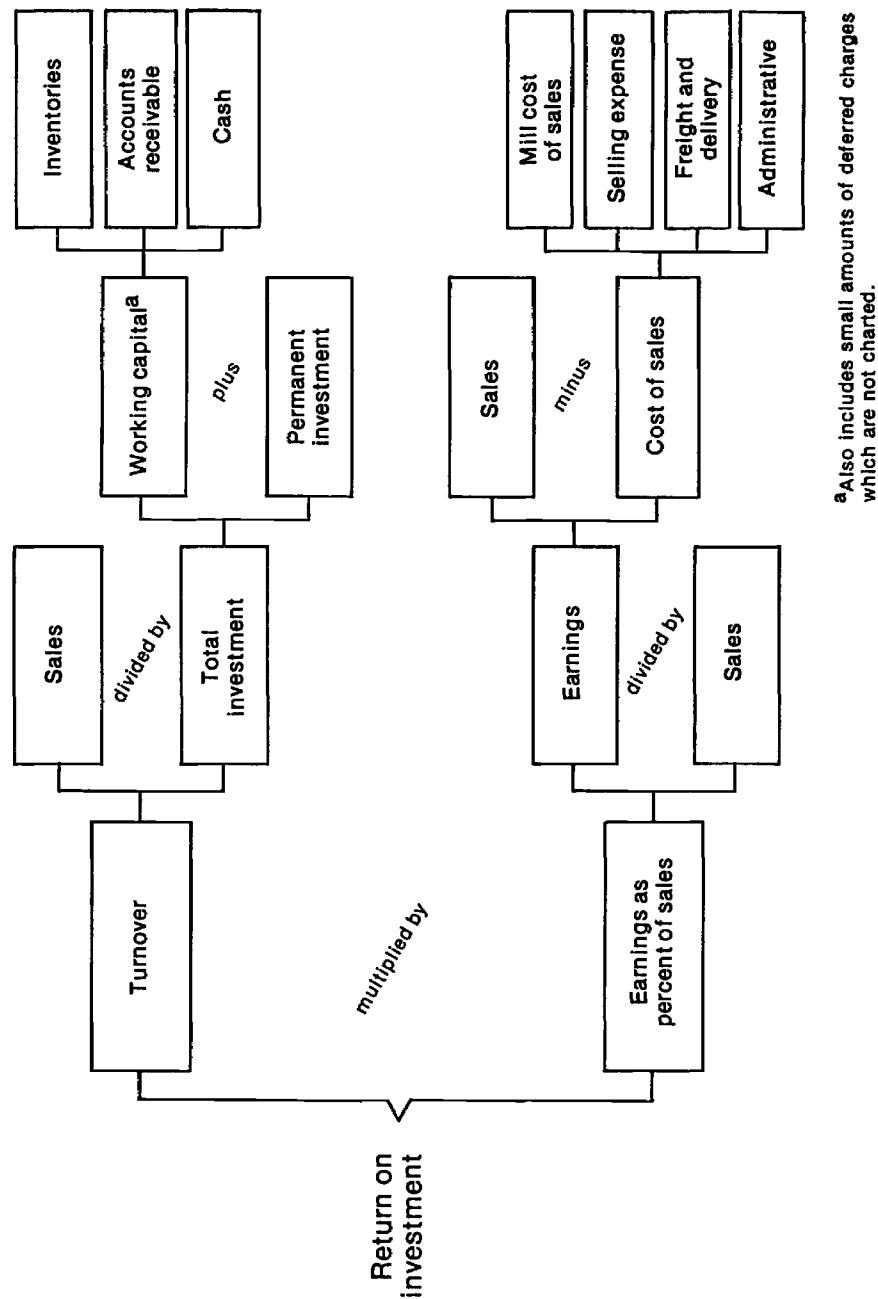 Return on
investment
Turnover
multiplied by
Earnings as
percent of sales
Sales
divided by
Total
investment
Earnings
divided by
Sales
Working capitalᵃ
plus
Permanent
investment
Sales
minus
Cost of sales
Inventories
Accounts
receivable
Cash
Mill cost
of sales
Selling expense
Freight and
delivery
Administrative
ᵃAlso includes small amounts of deferred charges
which are not charted.